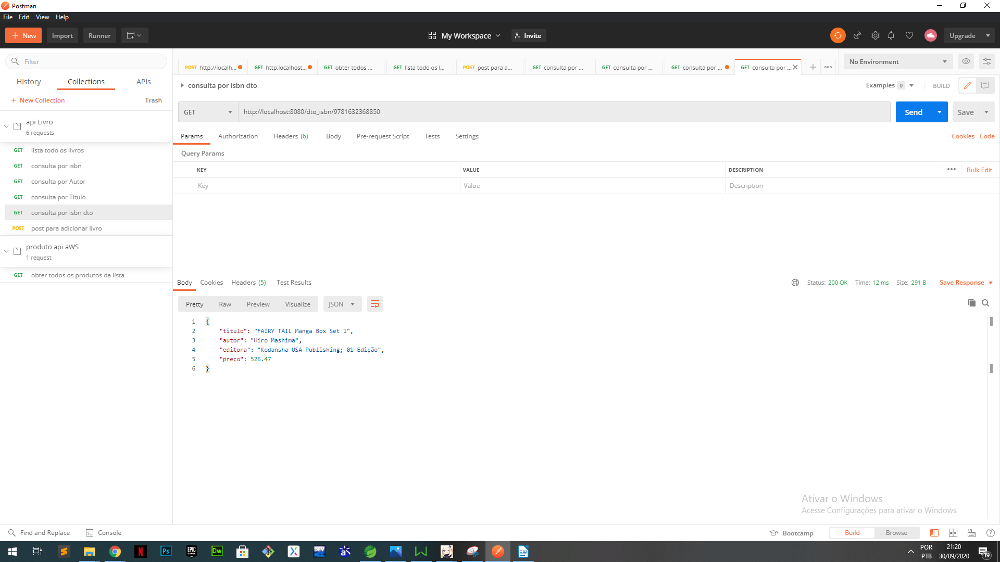 Postman
File Edit View Help
New Import Runner My Workspace Invite Upgrade
Filter
History Collections APIs
New Collection Trash
api Livro
6 requests
GET lista todo os livros
GET consulta por isbn
GET consulta por Autor
GET consulta por Titulo
GET consulta por isbn dto
POST post para adicionar livro
produto api aWS
1 request
GET obter todos os produtos da lista
POST http://localh... GET http:localhost... GET obter todos ... GET lista todo os l... POST post para a... GET consulta por ... GET consulta por ... GET consulta por ... GET consulta por ...
No Environment
consulta por isbn dto
Examples 0 BUILD
GET http://localhost:8080/dto_isbn/9781632368850 Send Save
Params Authorization Headers (6) Body Pre-request Script Tests Settings Cookies Code
Query Params
KEY VALUE DESCRIPTION Bulk Edit
Key Value Description
Body Cookies Headers (5) Test Results Status: 200 OK Time: 12 ms Size: 291 B Save Response
Pretty Raw Preview Visualize JSON
1 {
2 "titulo": "FAIRY TAIL Manga Box Set 1",
3 "autor": "Hiro Mashima",
4 "editora": "Kodansha USA Publishing; 01 Edição",
5 "preço": 526.47
6 }
Ativar o Windows
Acesse Configurações para ativar o Windows.
Find and Replace Console Bootcamp Build Browse
N Ps EPIC GAMES Dw DEV
POR
PTB
21:20
30/09/2020
19